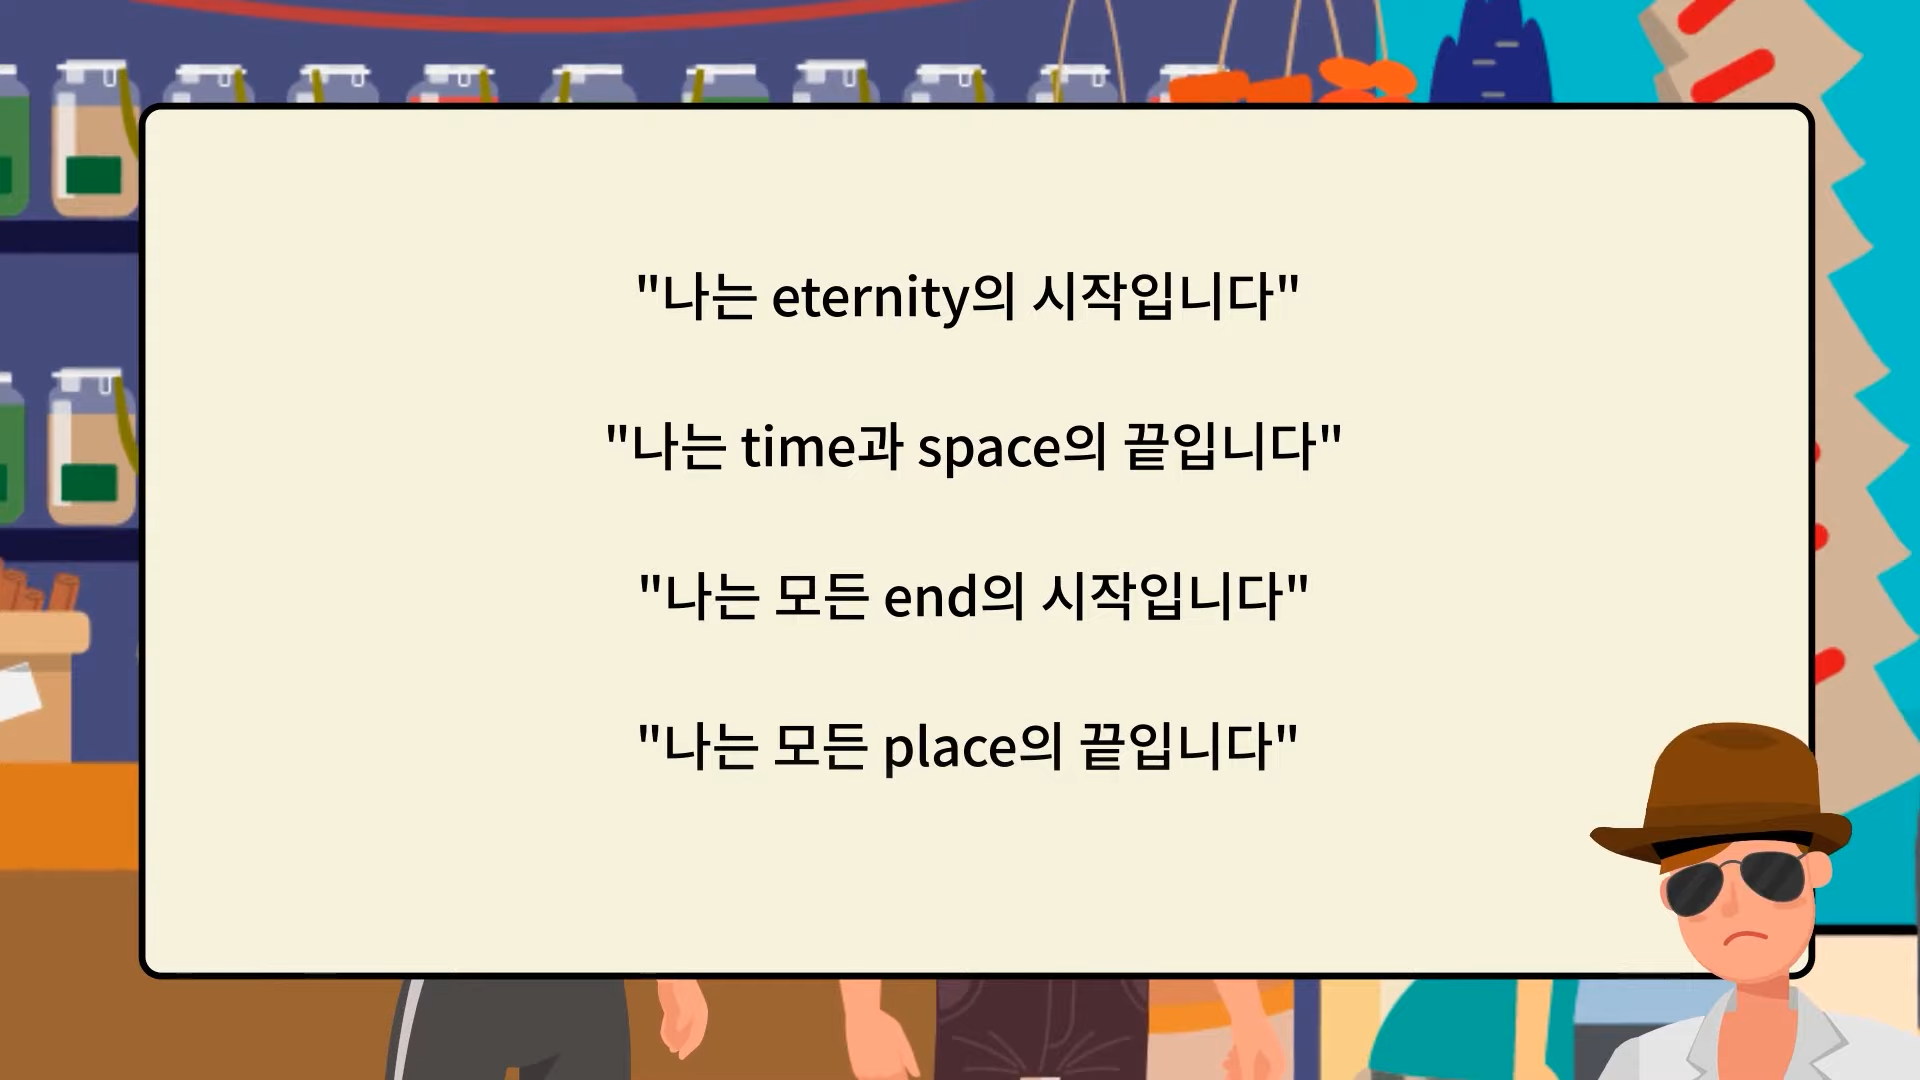 "나는 eternity의 시작입니다"
"나는 time과 space의 끝입니다"
"나는 모든 end의 시작입니다"
"나는 모든 place의 끝입니다"